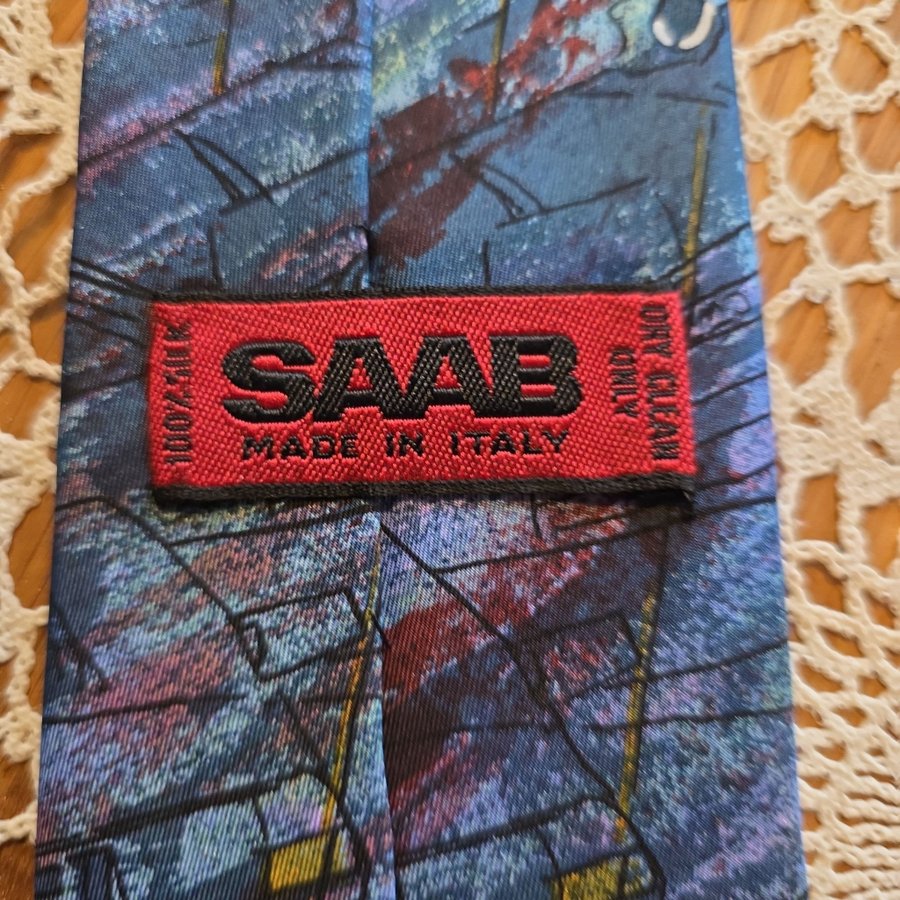 100% SILK
SAAB
MADE IN ITALY
DRY CLEAN
ONLY